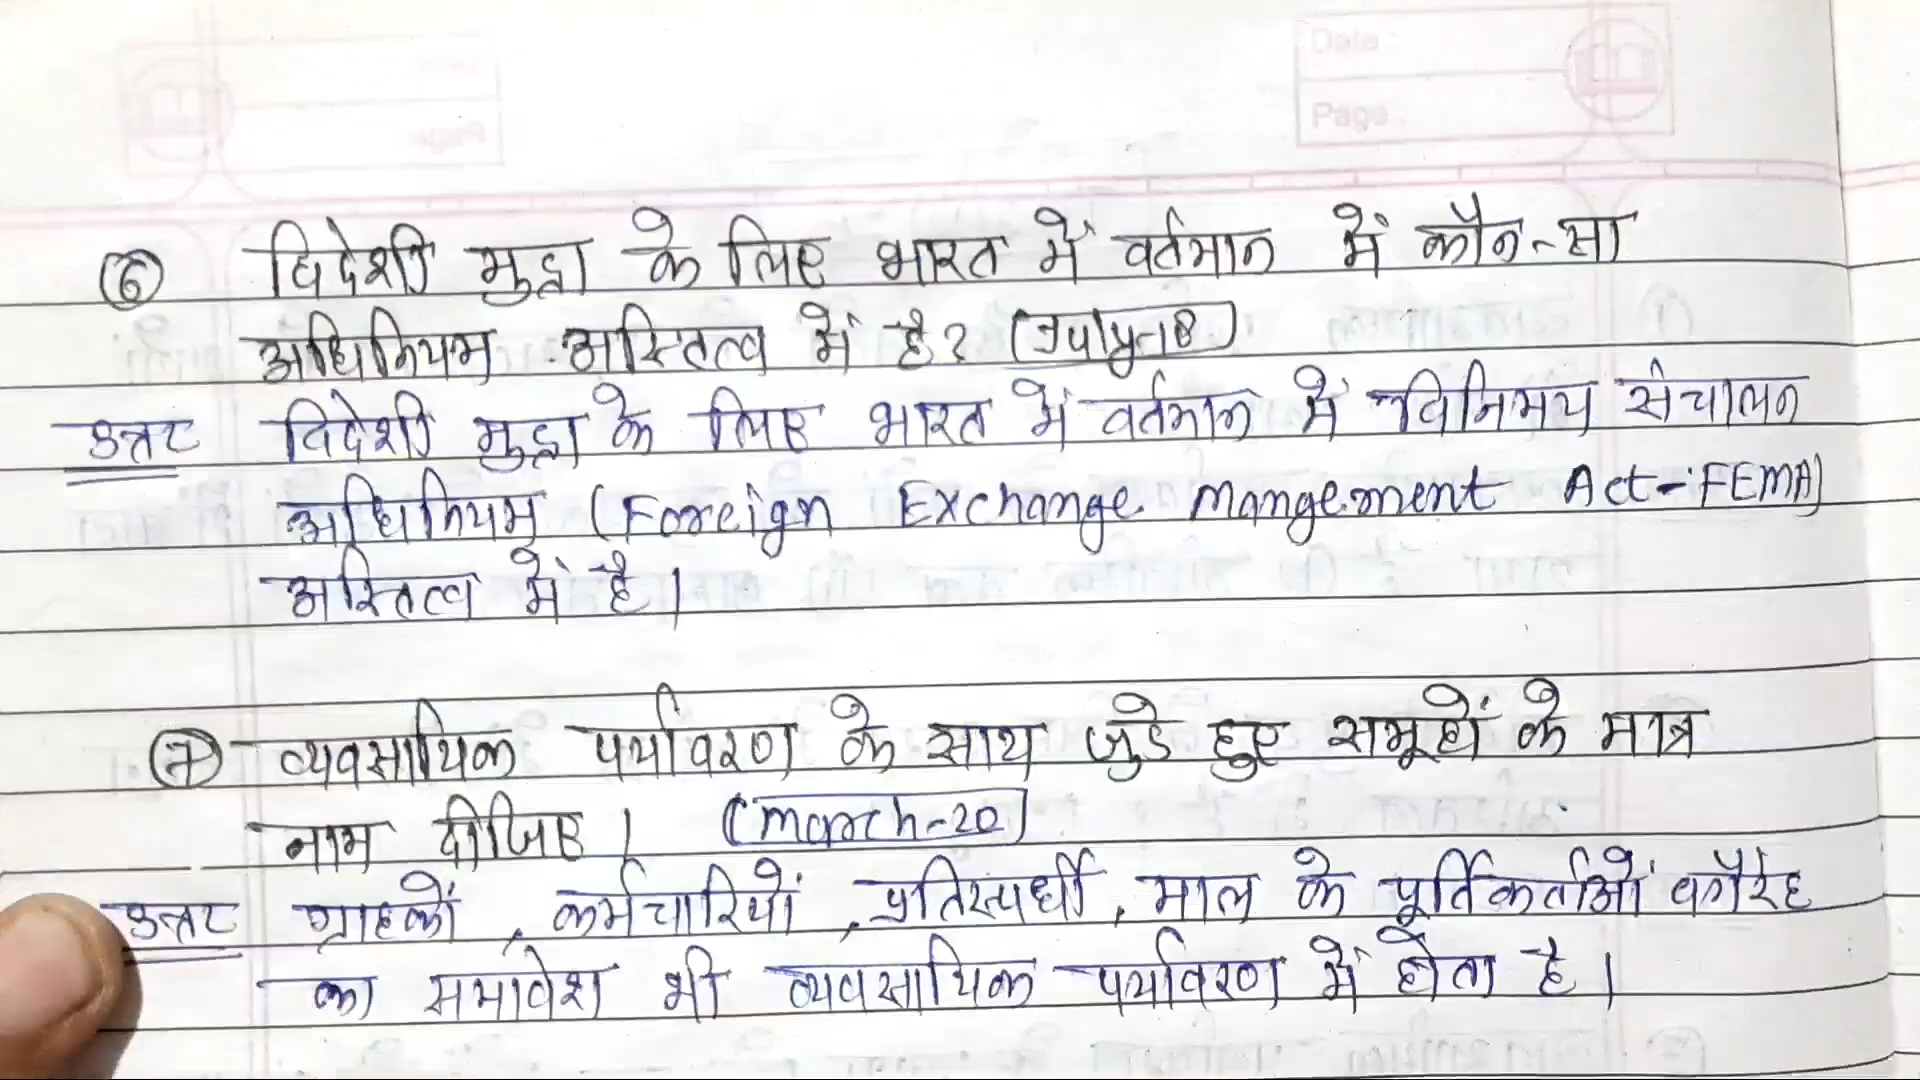 Date :
Page :
⑥ विदेशी मुद्रा के लिए भारत में वर्तमान में कौन-सा
अधिनियम अस्तित्व में है? (July-18)
उत्तर विदेशी मुद्रा के लिए भारत में वर्तमान में विनिमय संचालन
अधिनियम (Foreign Exchange Mangement Act-FEMA)
अस्तित्व में है।
⑦ व्यवसायिक पर्यावरण के साथ जुडे हुए समूहों के मात्र
नाम दीजिए। (March-20)
उत्तर ग्राहकों, कर्मचारियों, प्रतिस्पर्धी, माल के पूर्तिकर्ताओं वगैरह
का समावेश भी व्यवसायिक पर्यावरण में होता है।